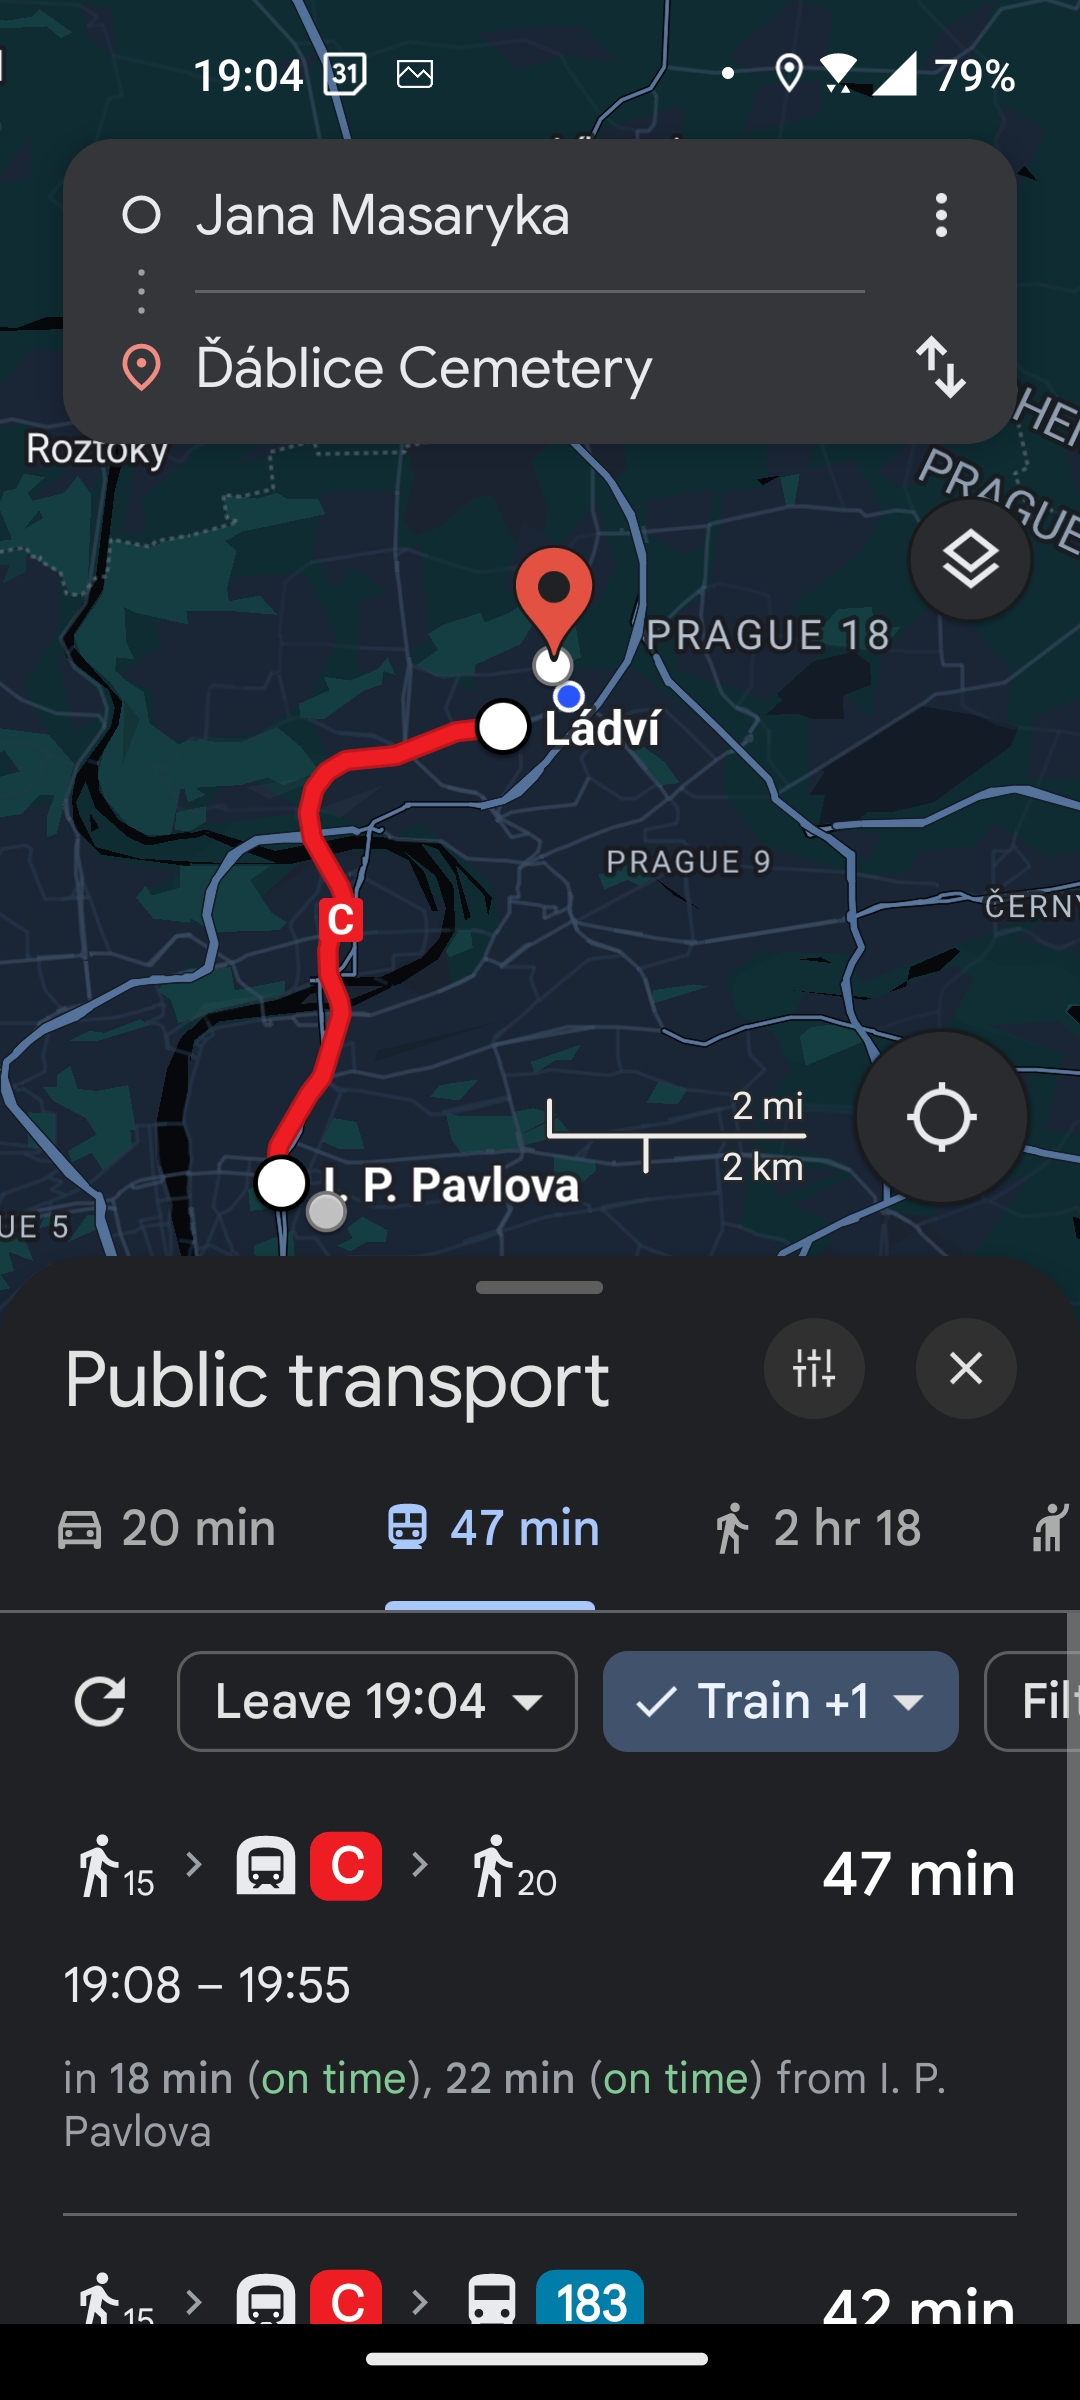 19:04 31 79%
Jana Masaryka
Ďáblice Cemetery
Roztoky
PRAGUE
PRAGUE 18
Ládví
PRAGUE 9
C
2 mi
2 km
I. P. Pavlova
UE 5
Public transport
20 min 47 min 2 hr 18
Leave 19:04 Train +1
15 C 20 47 min
19:08 – 19:55
in 18 min (on time), 22 min (on time) from I. P.
Pavlova
15 C 183 42 min